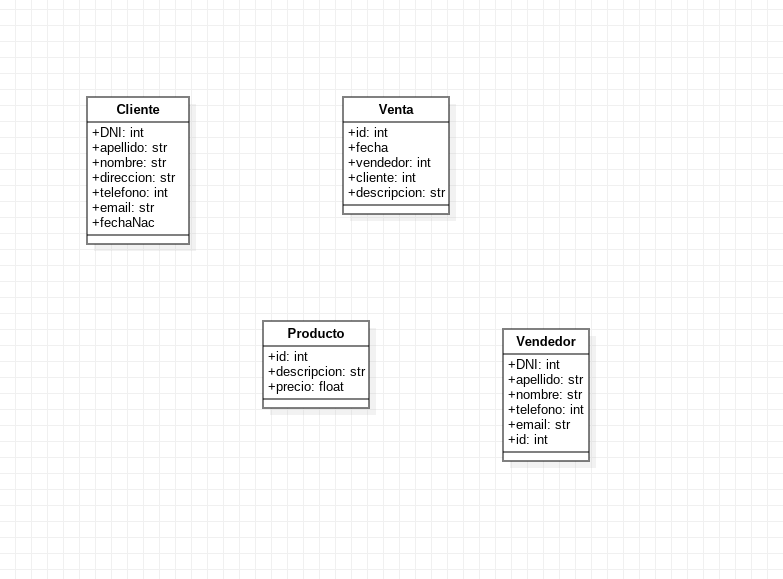 Cliente
+DNI: int
+apellido: str
+nombre: str
+direccion: str
+telefono: int
+email: str
+fechaNac
Venta
+id: int
+fecha
+vendedor: int
+cliente: int
+descripcion: str
Producto
+id: int
+descripcion: str
+precio: float
Vendedor
+DNI: int
+apellido: str
+nombre: str
+telefono: int
+email: str
+id: int